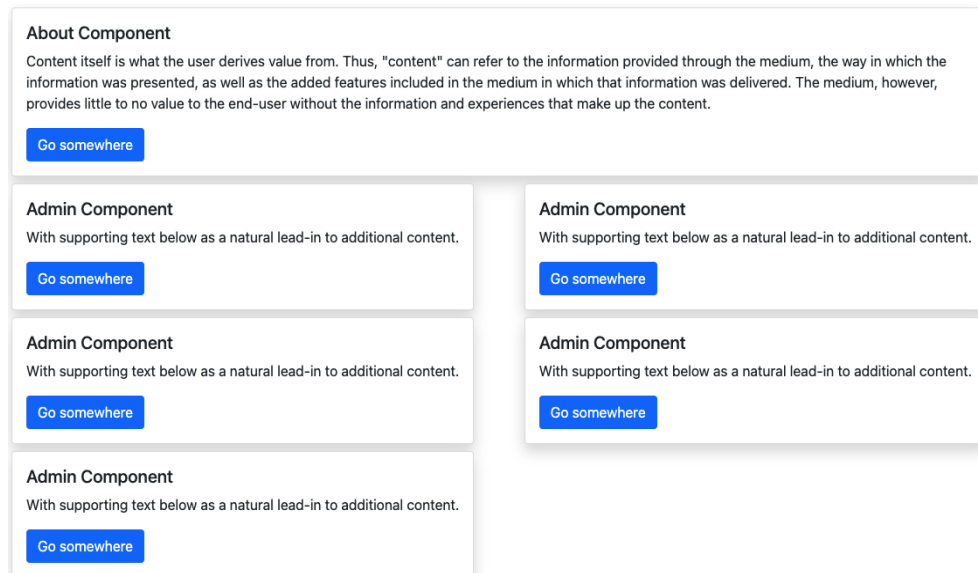 About Component
Content itself is what the user derives value from. Thus, "content" can refer to the information provided through the medium, the way in which the
information was presented, as well as the added features included in the medium in which that information was delivered. The medium, however,
provides little to no value to the end-user without the information and experiences that make up the content.
Go somewhere
Admin Component
With supporting text below as a natural lead-in to additional content.
Go somewhere
Admin Component
With supporting text below as a natural lead-in to additional content.
Go somewhere
Admin Component
With supporting text below as a natural lead-in to additional content.
Go somewhere
Admin Component
With supporting text below as a natural lead-in to additional content.
Go somewhere
Admin Component
With supporting text below as a natural lead-in to additional content.
Go somewhere